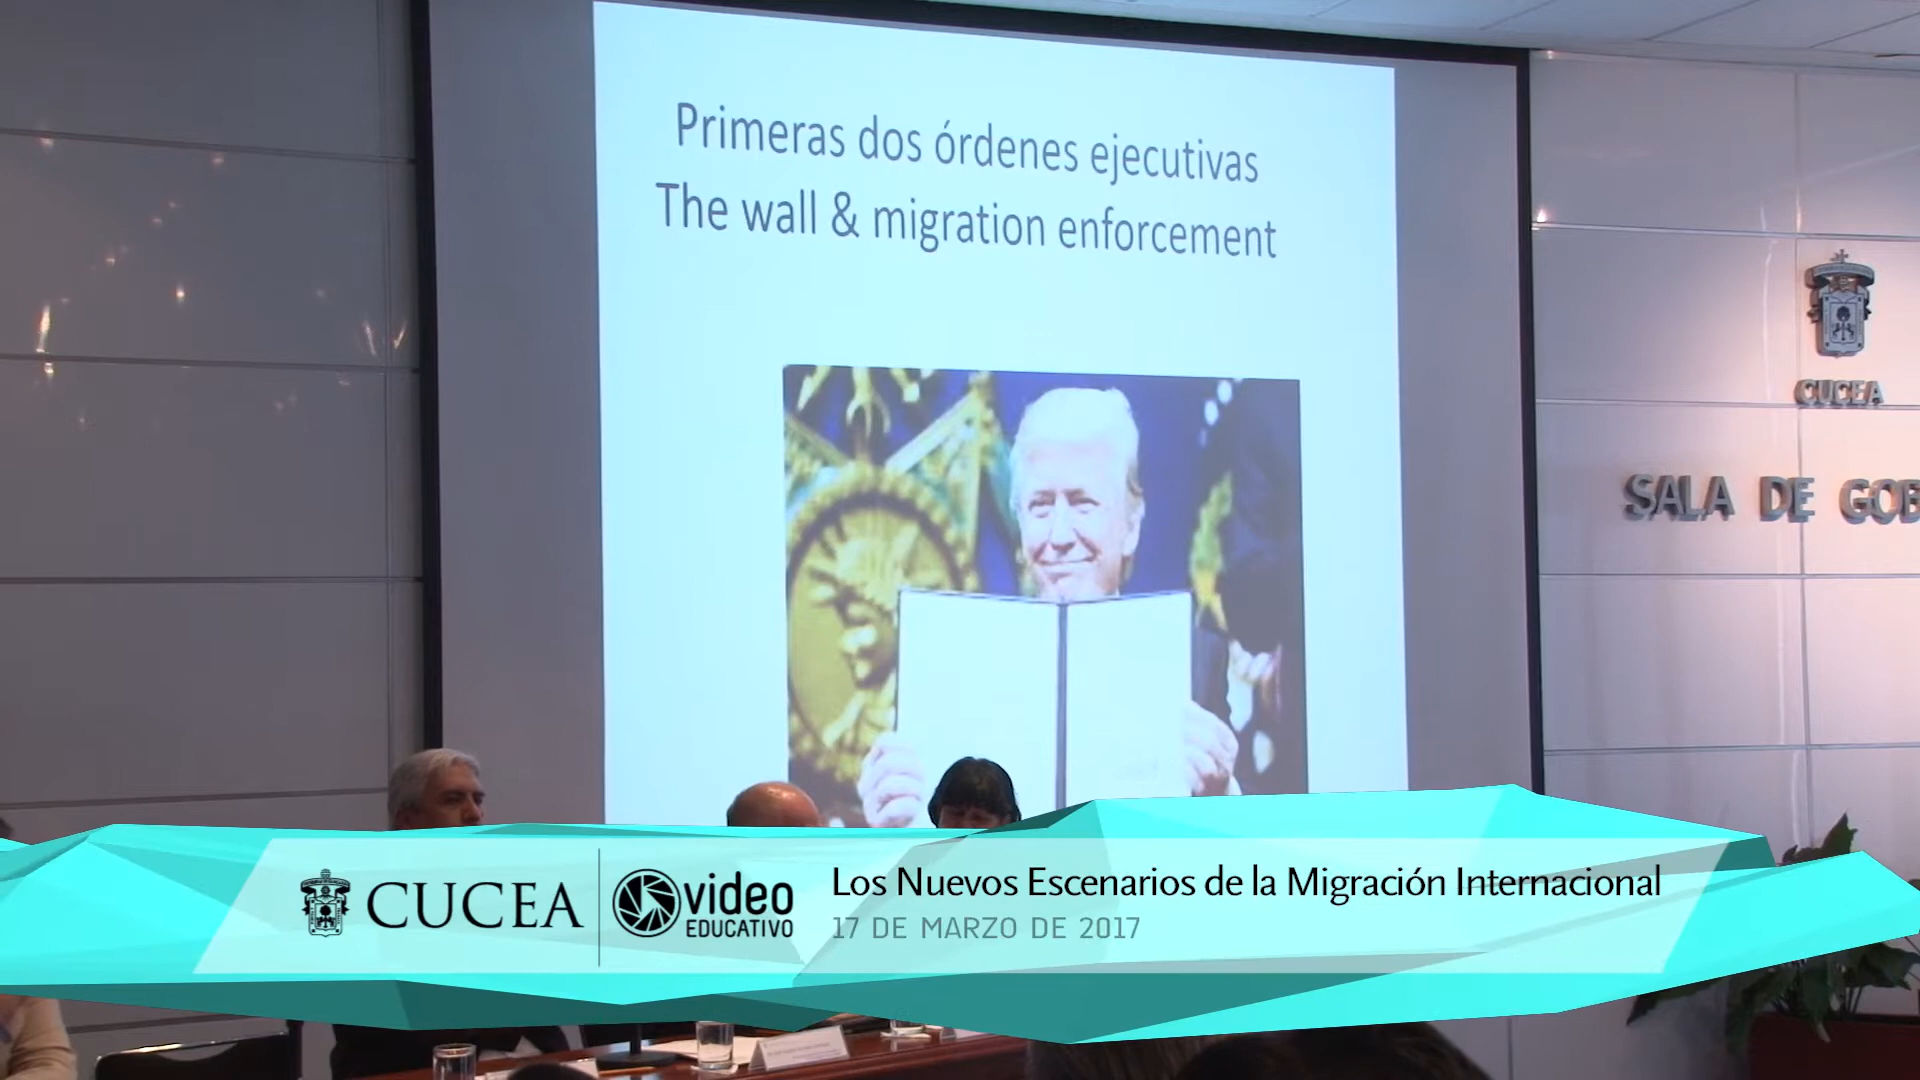 Primeras dos órdenes ejecutivas
The wall & migration enforcement
CUCEA
SALA DE GOB
CUCEA
video
EDUCATIVO
Los Nuevos Escenarios de la Migración Internacional
17 DE MARZO DE 2017